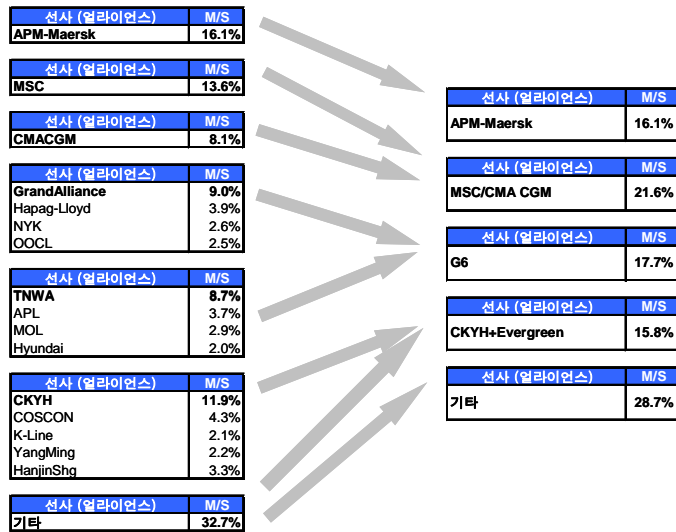 선사 (얼라이언스) M/S
APM-Maersk 16.1%
선사 (얼라이언스) M/S
MSC 13.6%
선사 (얼라이언스) M/S
CMACGM 8.1%
선사 (얼라이언스) M/S
GrandAlliance 9.0%
Hapag-Lloyd 3.9%
NYK 2.6%
OOCL 2.5%
선사 (얼라이언스) M/S
TNWA 8.7%
APL 3.7%
MOL 2.9%
Hyundai 2.0%
선사 (얼라이언스) M/S
CKYH 11.9%
COSCON 4.3%
K-Line 2.1%
YangMing 2.2%
HanjinShg 3.3%
선사 (얼라이언스) M/S
기타 32.7%
선사 (얼라이언스) M/S
APM-Maersk 16.1%
선사 (얼라이언스) M/S
MSC/CMA CGM 21.6%
선사 (얼라이언스) M/S
G6 17.7%
선사 (얼라이언스) M/S
CKYH+Evergreen 15.8%
선사 (얼라이언스) M/S
기타 28.7%